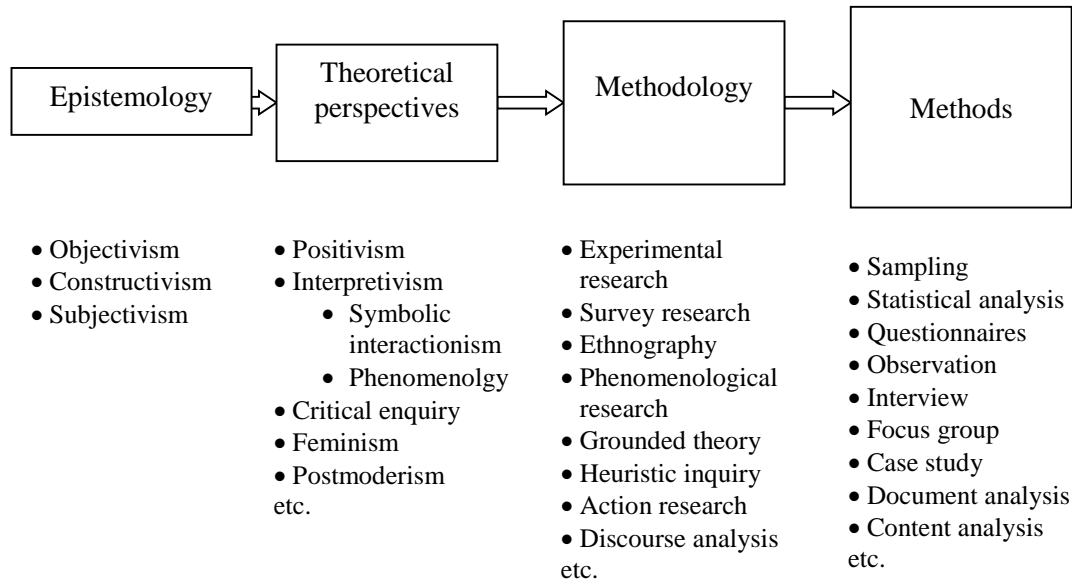 Epistemology
Theoretical
perspectives
Methodology
Methods
• Objectivism
• Constructivism
• Subjectivism
• Positivism
• Interpretivism
• Symbolic
interactionism
• Phenomenolgy
• Critical enquiry
• Feminism
• Postmoderism
etc.
• Experimental
research
• Survey research
• Ethnography
• Phenomenological
research
• Grounded theory
• Heuristic inquiry
• Action research
• Discourse analysis
etc.
• Sampling
• Statistical analysis
• Questionnaires
• Observation
• Interview
• Focus group
• Case study
• Document analysis
• Content analysis
etc.